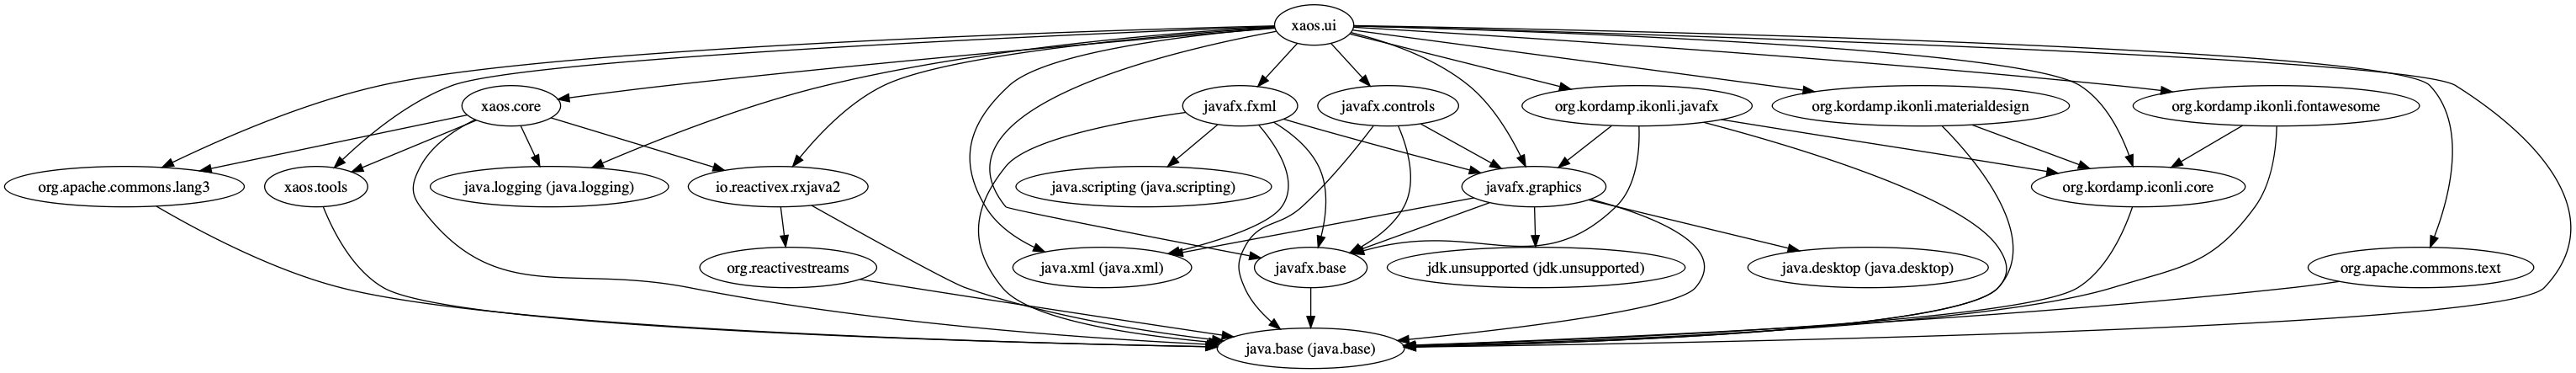 xaos.ui
xaos.core
javafx.fxml
javafx.controls
org.kordamp.ikonli.javafx
org.kordamp.ikonli.materialdesign
org.kordamp.ikonli.fontawesome
org.apache.commons.lang3
xaos.tools
java.logging (java.logging)
io.reactivex.rxjava2
java.scripting (java.scripting)
javafx.graphics
org.kordamp.iconli.core
org.reactivestreams
java.xml (java.xml)
javafx.base
jdk.unsupported (jdk.unsupported)
java.desktop (java.desktop)
org.apache.commons.text
java.base (java.base)